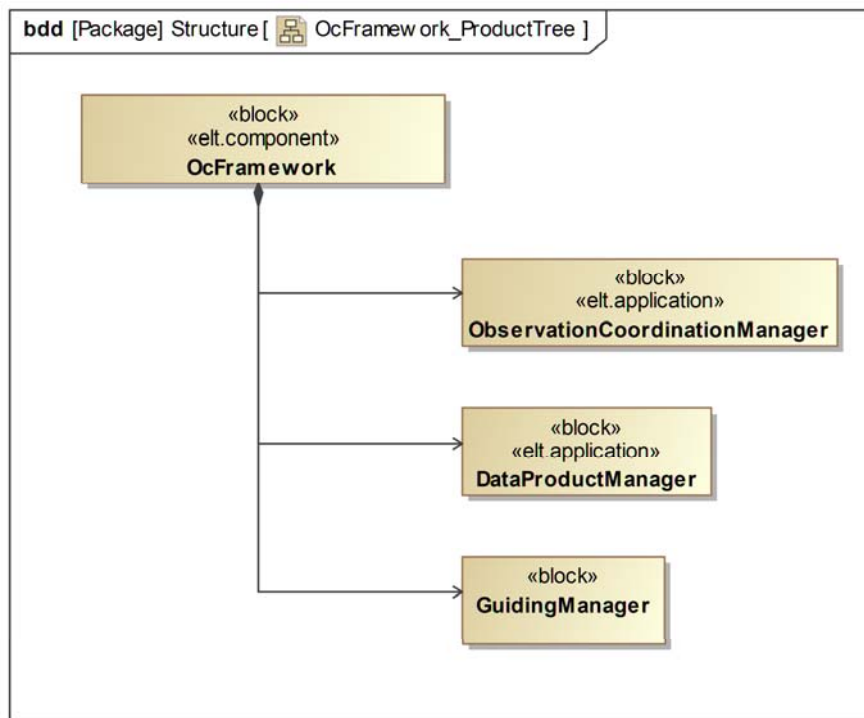 bdd [Package] Structure [ OcFramework_ProductTree ]
«block»
«elt.component»
OcFramework
«block»
«elt.application»
ObservationCoordinationManager
«block»
«elt.application»
DataProductManager
«block»
GuidingManager